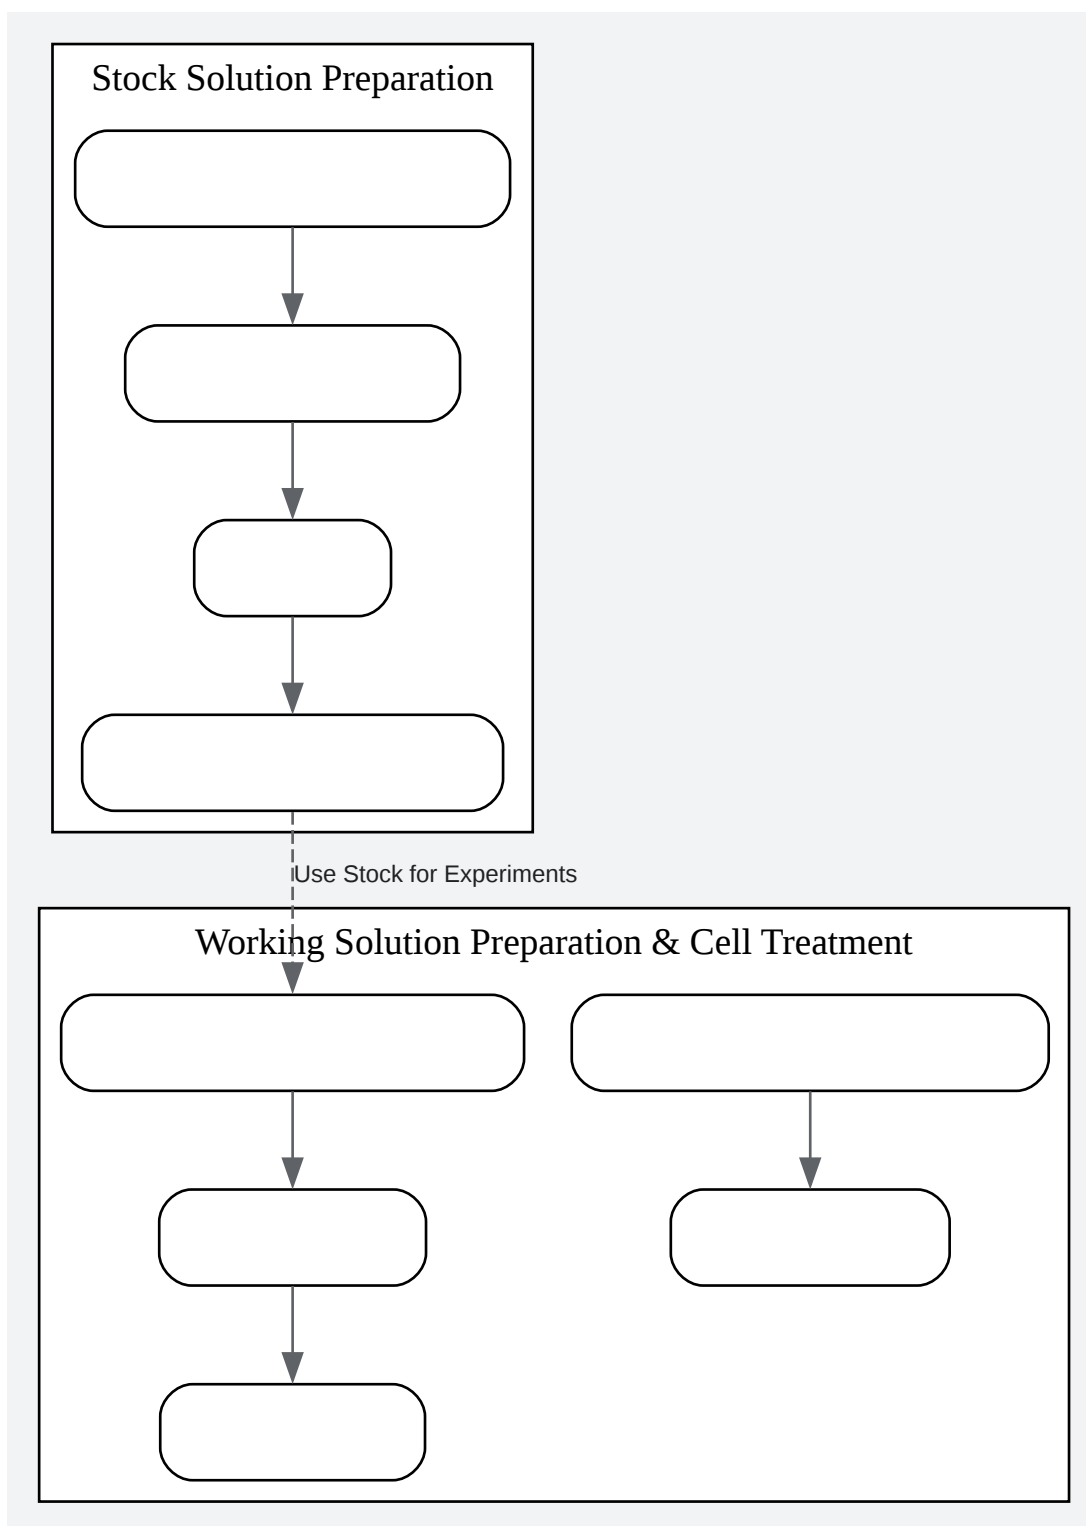 Stock Solution Preparation
Use Stock for Experiments
Working Solution Preparation & Cell Treatment